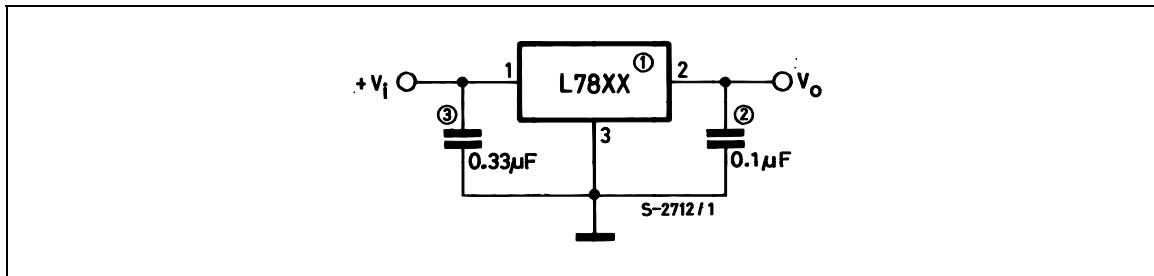 ①
1 L78XX 2
+Vi Vo
③ ②
3
0.33µF 0.1µF
S-2712/1